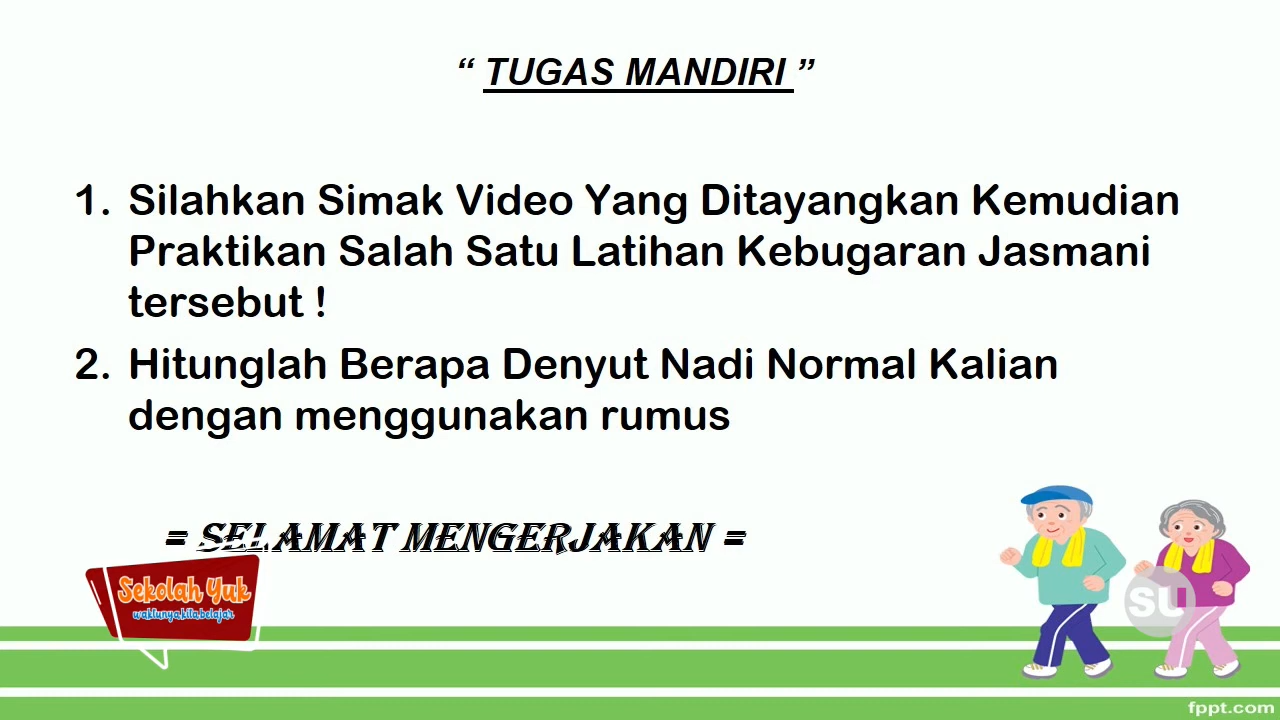 “ TUGAS MANDIRI ”
1. Silahkan Simak Video Yang Ditayangkan Kemudian
Praktikan Salah Satu Latihan Kebugaran Jasmani
tersebut !
2. Hitunglah Berapa Denyut Nadi Normal Kalian
dengan menggunakan rumus
= SELAMAT MENGERJAKAN =
Sekolah Yuk
waktunya kita belajar
SU
fppt.com